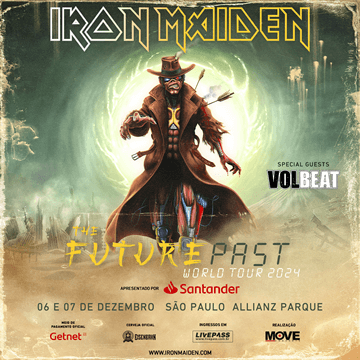 IRON MAIDEN
SPECIAL GUESTS
VOLBEAT
THE
FUTURE PAST
WORLD TOUR 2024
APRESENTADO POR Santander
06 E 07 DE DEZEMBRO SÃO PAULO ALLIANZ PARQUE
MEIO DE PAGAMENTO OFICIAL
Getnet
CERVEJA OFICIAL
EISENBAHN
INGRESSOS EM
LIVEPASS
REALIZAÇÃO
MOVE
WWW.IRONMAIDEN.COM